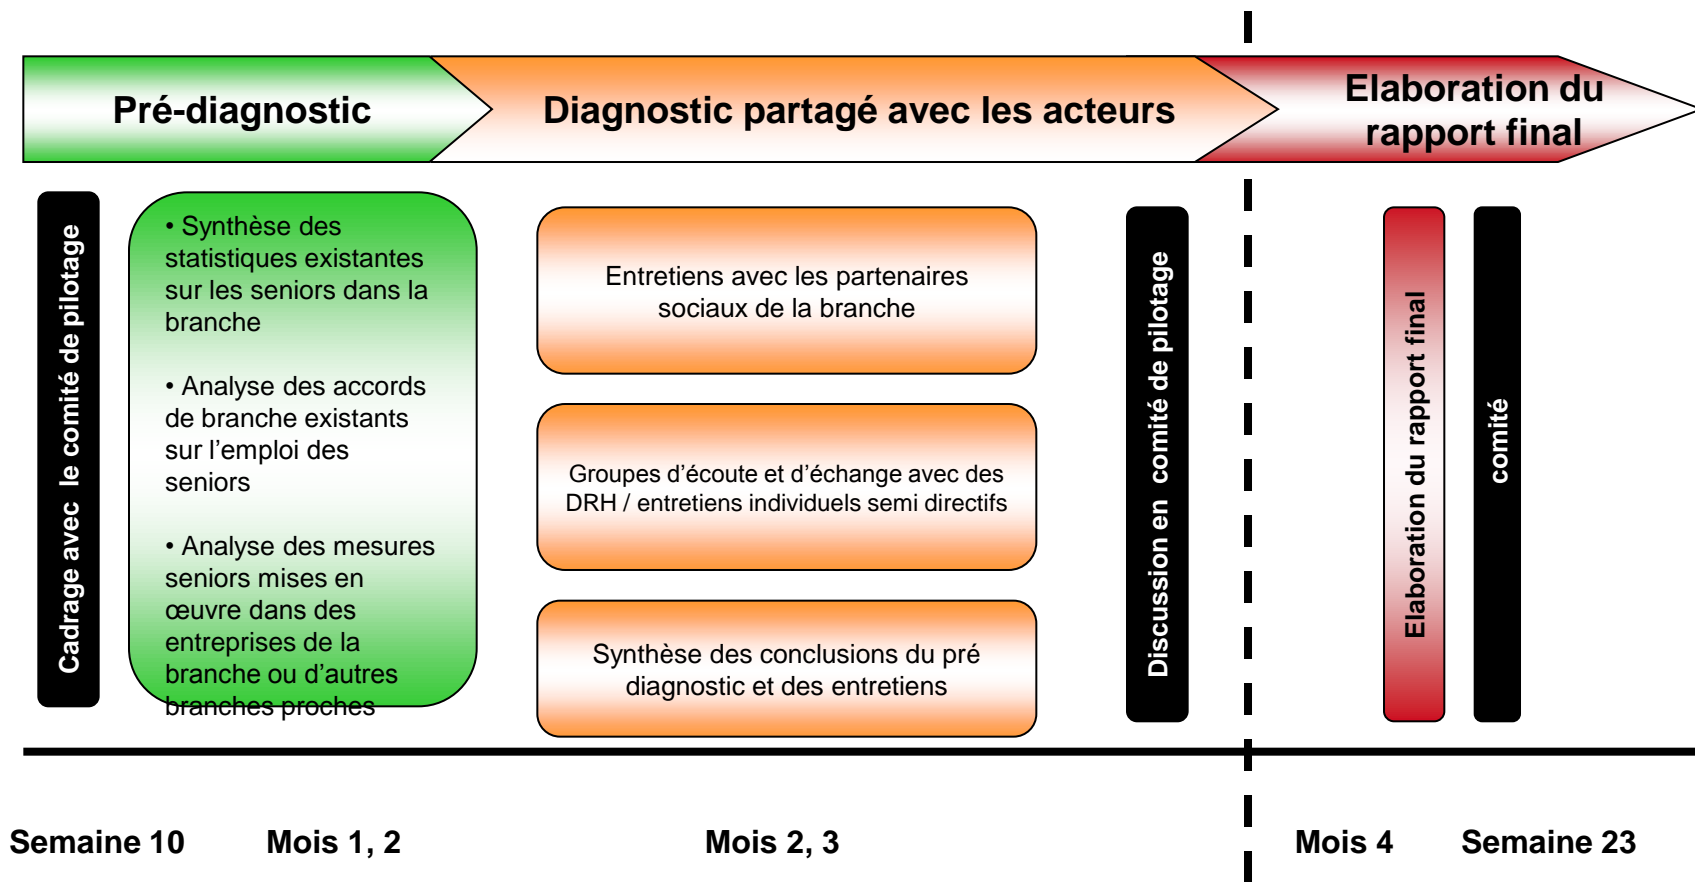 Pré-diagnostic
Diagnostic partagé avec les acteurs
Elaboration du
rapport final
Cadrage avec le comité de pilotage
• Synthèse des
statistiques existantes
sur les seniors dans la
branche
• Analyse des accords
de branche existants
sur l'emploi des
seniors
• Analyse des mesures
seniors mises en
œuvre dans des
entreprises de la
branche ou d'autres
branches proches
Entretiens avec les partenaires
sociaux de la branche
Groupes d'écoute et d'échange avec des
DRH / entretiens individuels semi directifs
Synthèse des conclusions du pré
diagnostic et des entretiens
Discussion en comité de pilotage
Elaboration du rapport final
comité
Semaine 10
Mois 1, 2
Mois 2, 3
Mois 4
Semaine 23